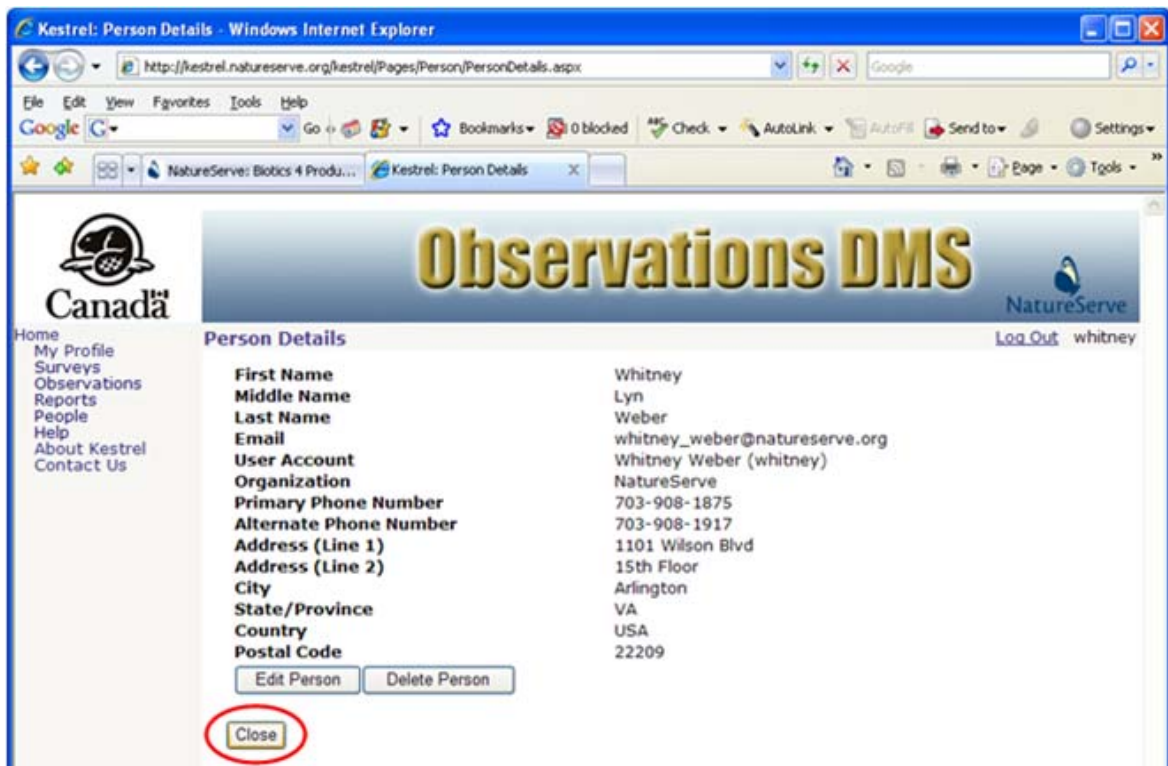 Kestrel: Person Details - Windows Internet Explorer
http://kestrel.natureserve.org/kestrel/Pages/Person/PersonDetails.aspx Google
File Edit View Favorites Tools Help
Google G Go Bookmarks 0 blocked ABC Check AutoLink AutoFill Send to Settings
NatureServe: Biotics 4 Produ... Kestrel: Person Details X Page Tools »
Canada
Observations DMS
NatureServe
Home
My Profile
Surveys
Observations
Reports
People
Help
About Kestrel
Contact Us
Person Details Log Out whitney
First Name Whitney
Middle Name Lyn
Last Name Weber
Email whitney_weber@natureserve.org
User Account Whitney Weber (whitney)
Organization NatureServe
Primary Phone Number 703-908-1875
Alternate Phone Number 703-908-1917
Address (Line 1) 1101 Wilson Blvd
Address (Line 2) 15th Floor
City Arlington
State/Province VA
Country USA
Postal Code 22209
Edit Person Delete Person
Close